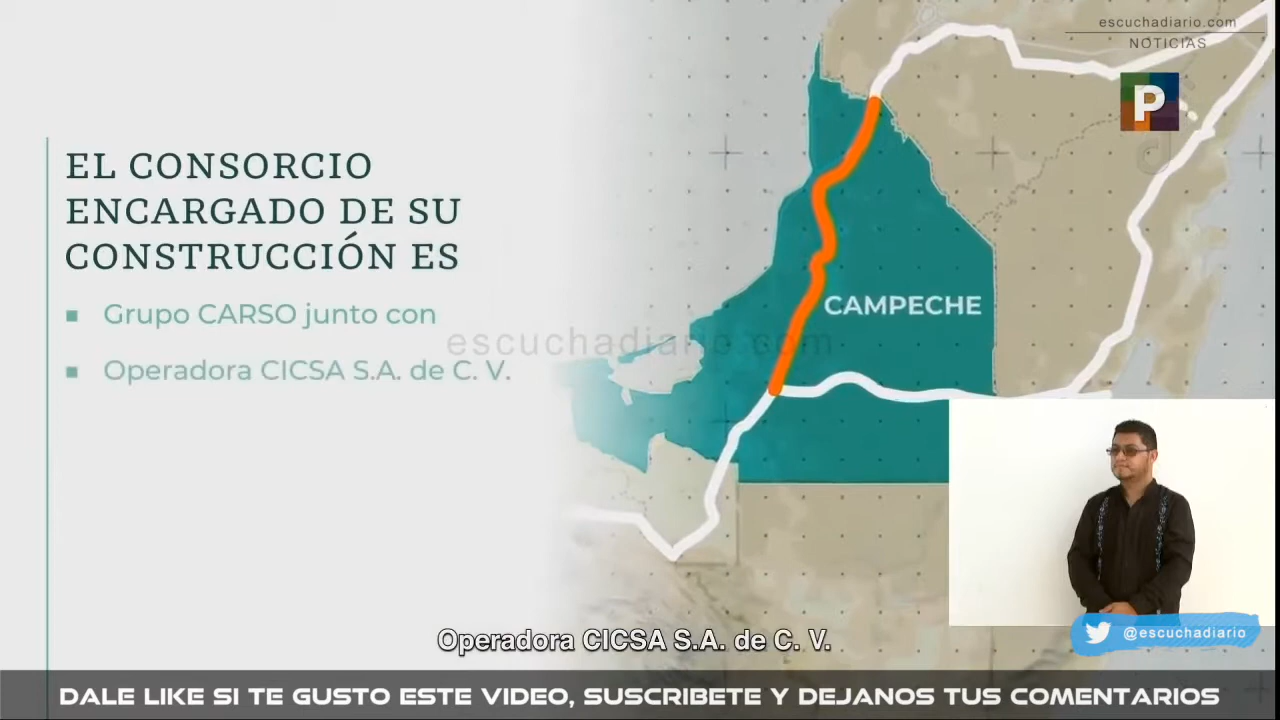 escuchadiario.com
NOTICIAS
P
EL CONSORCIO
ENCARGADO DE SU
CONSTRUCCIÓN ES
Grupo CARSO junto con
Operadora CICSA S.A. de C. V.
CAMPECHE
escuchadiario.com
Operadora CICSA S.A. de C. V.
@escuchadiario
DALE LIKE SI TE GUSTO ESTE VIDEO, SUSCRIBETE Y DEJANOS TUS COMENTARIOS